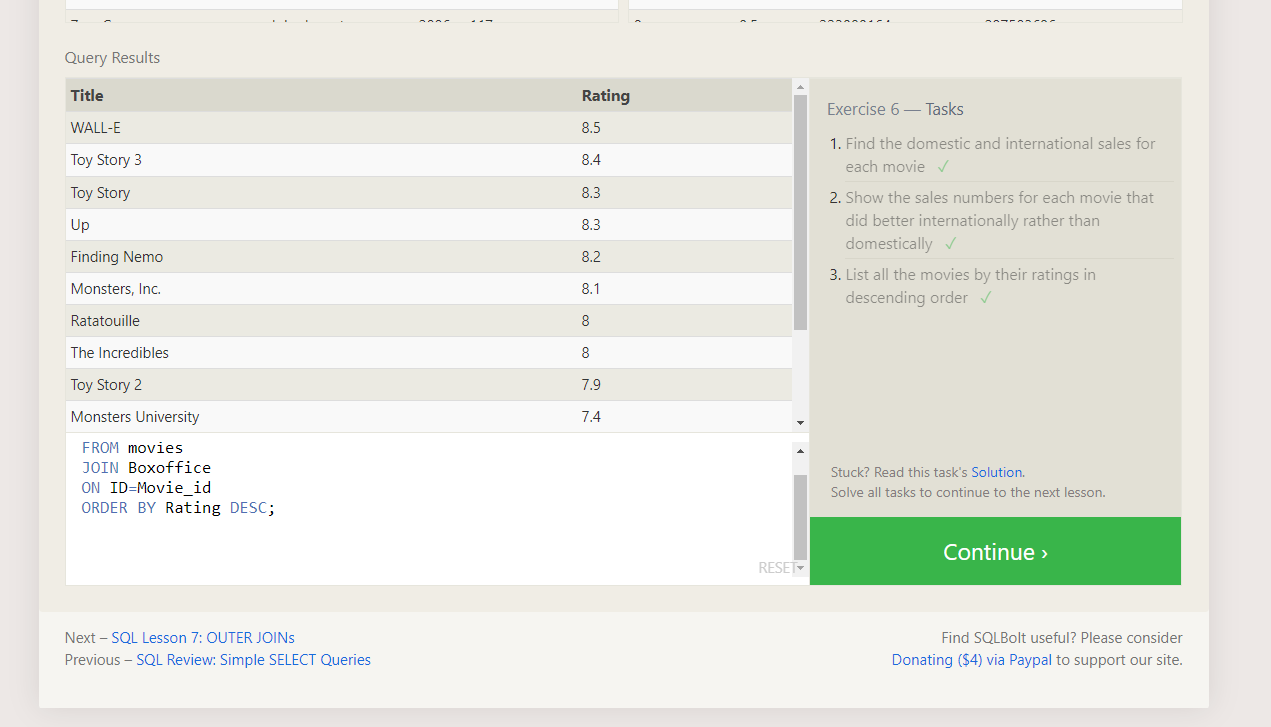 Query Results
Title Rating
WALL-E 8.5
Toy Story 3 8.4
Toy Story 8.3
Up 8.3
Finding Nemo 8.2
Monsters, Inc. 8.1
Ratatouille 8
The Incredibles 8
Toy Story 2 7.9
Monsters University 7.4
FROM movies
JOIN Boxoffice
ON ID=Movie_id
ORDER BY Rating DESC;
RESET
Exercise 6 — Tasks
1. Find the domestic and international sales for
each movie ✓
2. Show the sales numbers for each movie that
did better internationally rather than
domestically ✓
3. List all the movies by their ratings in
descending order ✓
Stuck? Read this task's Solution.
Solve all tasks to continue to the next lesson.
Continue ›
Next – SQL Lesson 7: OUTER JOINs
Previous – SQL Review: Simple SELECT Queries
Find SQLBolt useful? Please consider
Donating ($4) via Paypal to support our site.